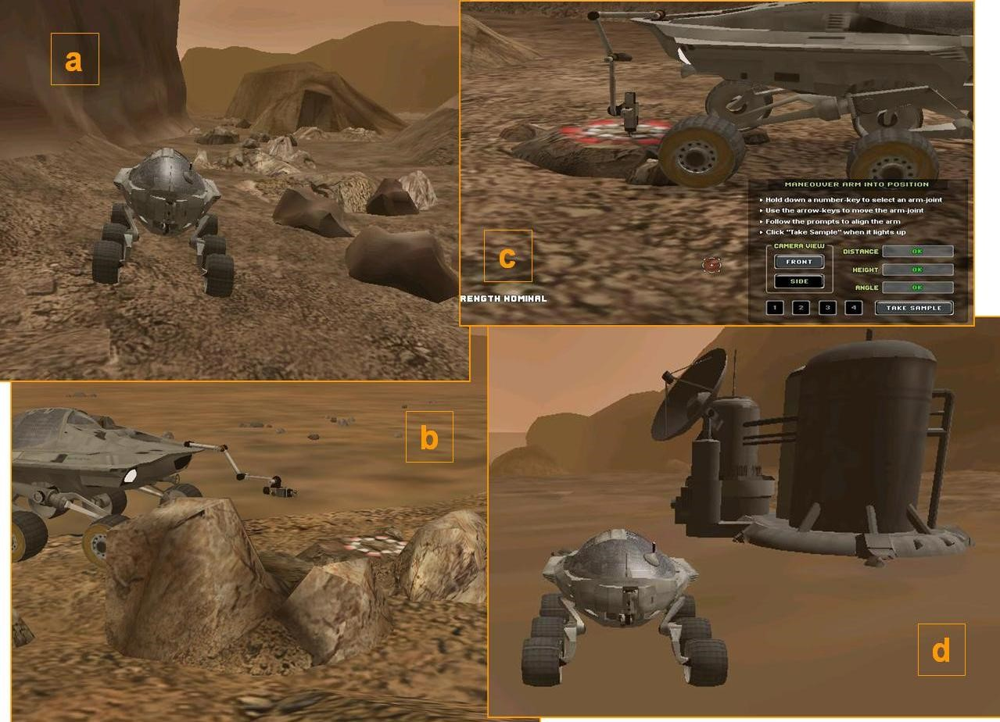 a
MANEOUVER ARM INTO POSITION
Hold down a number-key to select an arm-joint
Use the arrow-keys to move the arm-joint
Follow the prompts to align the arm
Click "Take Sample" when it lights up
CAMERA VIEW
FRONT
SIDE
DISTANCE OK
HEIGHT OK
ANGLE OK
1 2 3 4 TAKE SAMPLE
c
RENGTH NOMINAL
b
d